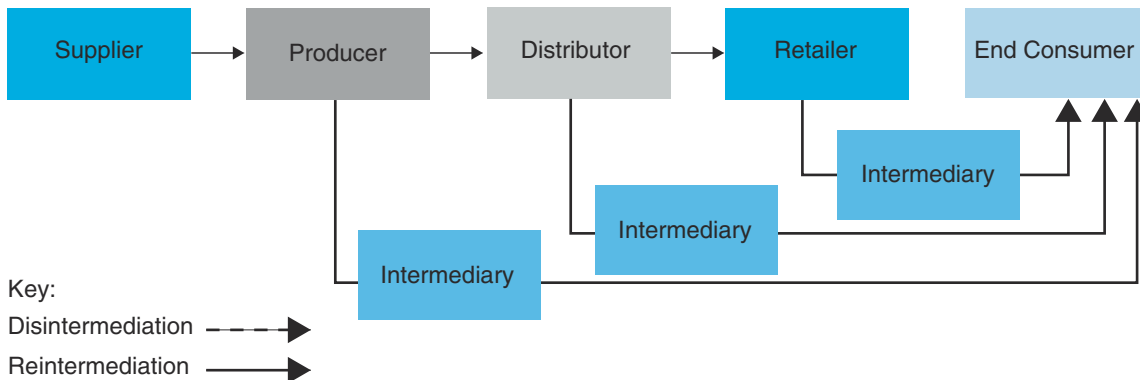 Supplier
Producer
Distributor
Retailer
End Consumer
Intermediary
Intermediary
Intermediary
Key:
Disintermediation
Reintermediation